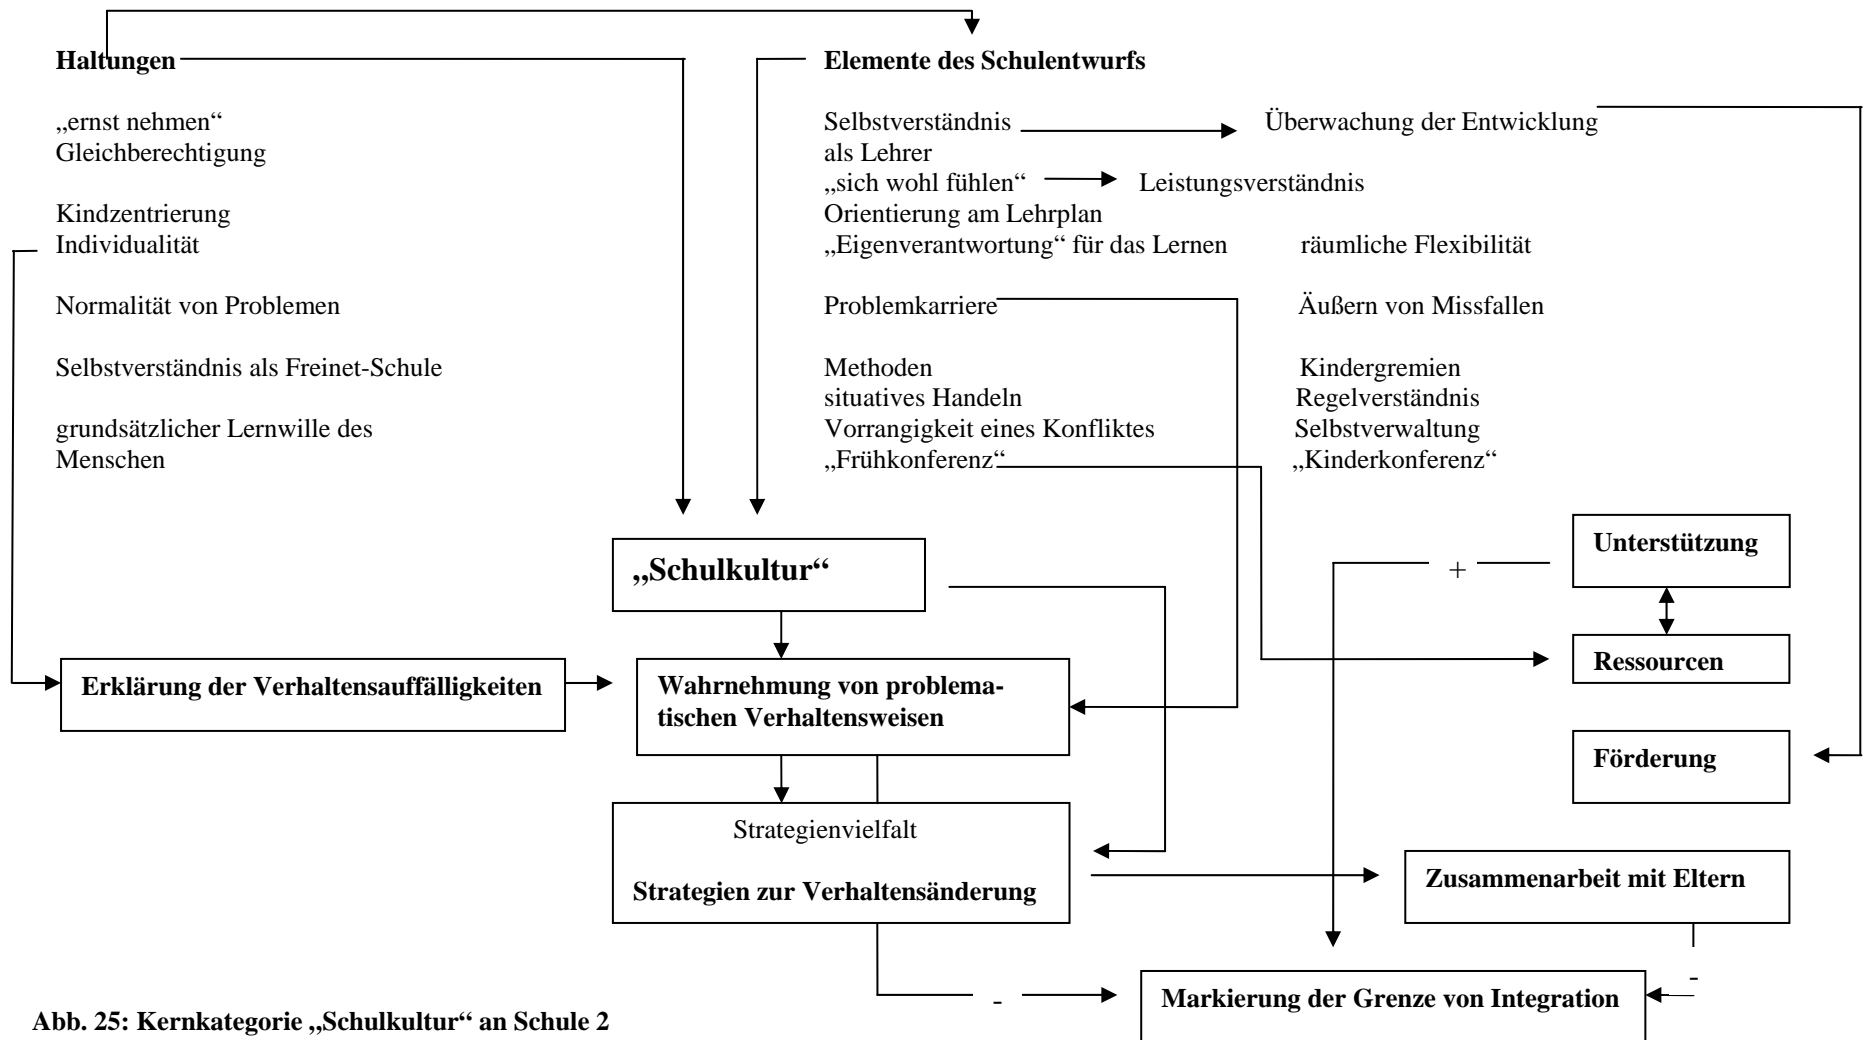 Haltungen
Elemente des Schulentwurfs
„ernst nehmen“
Gleichberechtigung
Kindzentrierung
Individualität
Normalität von Problemen
Selbstverständnis als Freinet-Schule
grundsätzlicher Lernwille des
Menschen
Selbstverständnis
als Lehrer
„sich wohl fühlen“
Orientierung am Lehrplan
„Eigenverantwortung“ für das Lernen
Problemkarriere
Methoden
situatives Handeln
Vorrangigkeit eines Konfliktes
„Frühkonferenz“
Überwachung der Entwicklung
Leistungsverständnis
räumliche Flexibilität
Äußern von Missfallen
Kindergremien
Regelverständnis
Selbstverwaltung
„Kinderkonferenz“
„Schulkultur“
+
Unterstützung
Ressourcen
Erklärung der Verhaltensauffälligkeiten
Wahrnehmung von problema-
tischen Verhaltensweisen
Förderung
Strategienvielfalt
Strategien zur Verhaltensänderung
Zusammenarbeit mit Eltern
-
-
Markierung der Grenze von Integration
Abb. 25: Kernkategorie „Schulkultur“ an Schule 2